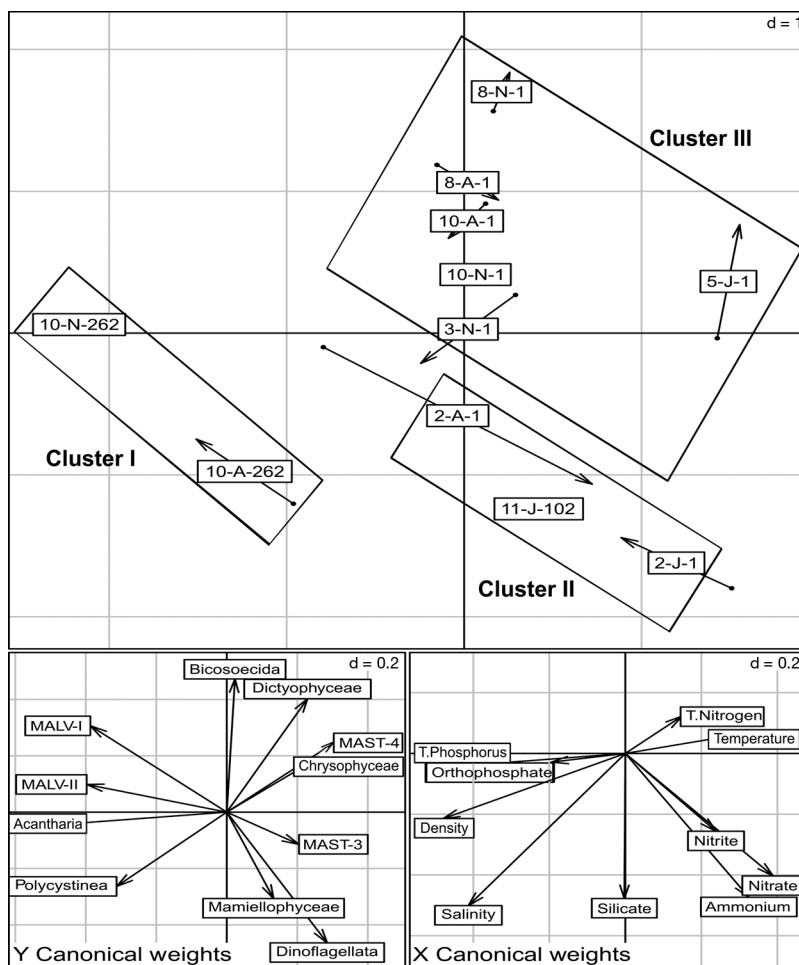 d = 1
8-N-1
Cluster III
8-A-1
10-A-1
10-N-1
5-J-1
10-N-262
3-N-1
2-A-1
Cluster I
10-A-262
11-J-102
2-J-1
Cluster II
Bicosoecida
d = 0.2
Dictyophyceae
MALV-I
MAST-4
Chrysophyceae
MALV-II
Acantharia
MAST-3
Polycystinea
Mamiellophyceae
Dinoflagellata
Y Canonical weights
d = 0.2
T.Nitrogen
Temperature
T.Phosphorus
Orthophosphate
Density
Nitrite
Nitrate
Ammonium
Salinity
Silicate
X Canonical weights